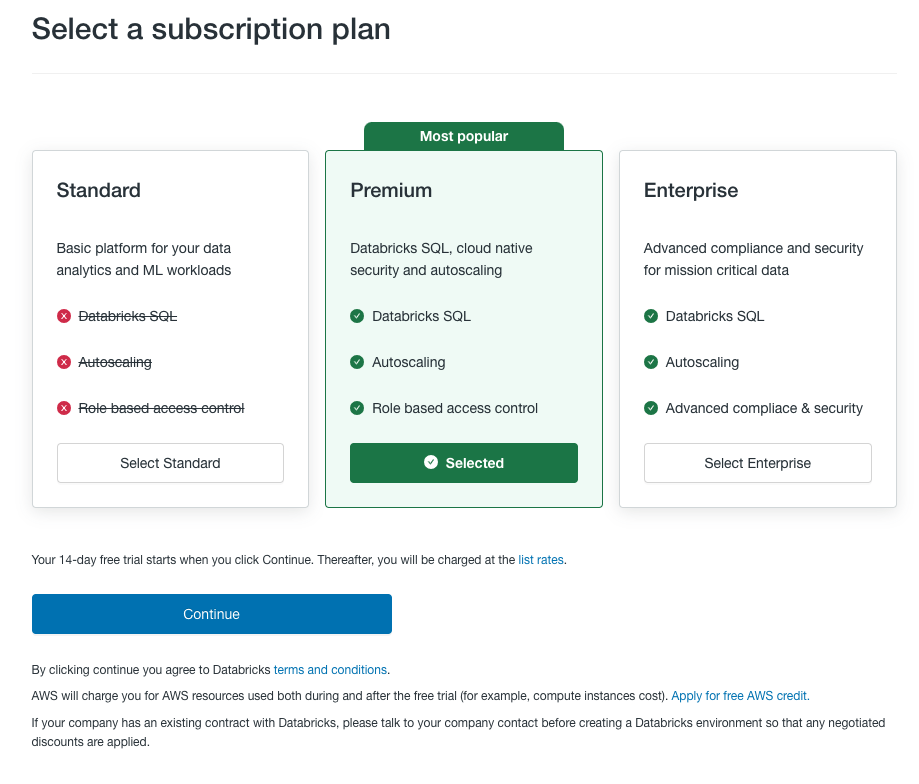 Select a subscription plan
Most popular
Standard
Basic platform for your data
analytics and ML workloads
Databricks SQL
Autoscaling
Role based access control
Select Standard
Premium
Databricks SQL, cloud native
security and autoscaling
Databricks SQL
Autoscaling
Role based access control
Selected
Enterprise
Advanced compliance and security
for mission critical data
Databricks SQL
Autoscaling
Advanced compliace & security
Select Enterprise
Your 14-day free trial starts when you click Continue. Thereafter, you will be charged at the list rates.
Continue
By clicking continue you agree to Databricks terms and conditions.
AWS will charge you for AWS resources used both during and after the free trial (for example, compute instances cost). Apply for free AWS credit.
If your company has an existing contract with Databricks, please talk to your company contact before creating a Databricks environment so that any negotiated
discounts are applied.